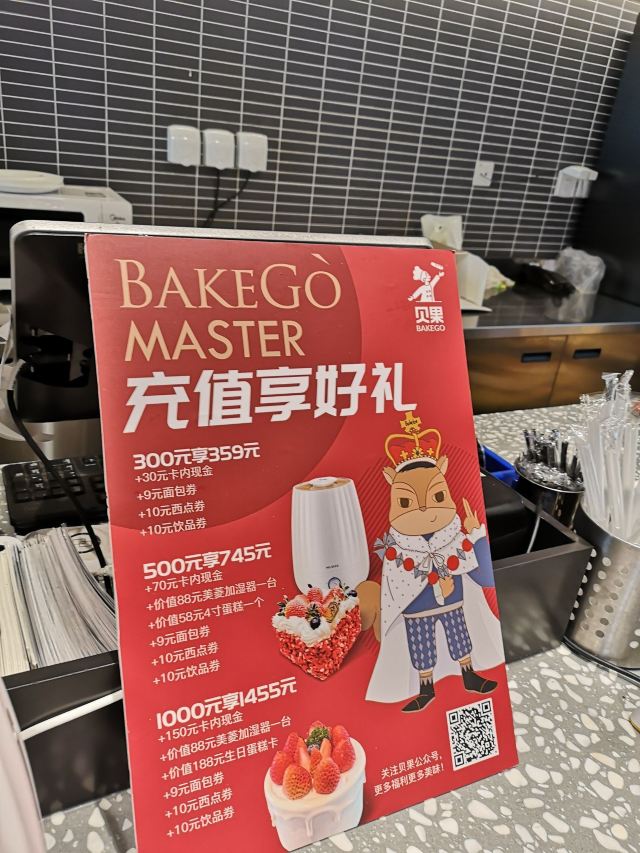 BAKEGÒ
MASTER
充值享好礼
贝果
BAKEGO
300元享359元
+30元卡内现金
+9元面包券
+10元西点券
+10元饮品券
500元享745元
+70元卡内现金
+价值88元美菱加湿器一台
+价值58元4寸蛋糕一个
+9元面包券
+10元西点券
+10元饮品券
1000元享1455元
+150元卡内现金
+价值88元美菱加湿器一台
+价值188元生日蛋糕卡
+9元面包券
+10元西点券
+10元饮品券
关注贝果公众号，
更多福利更多美味！
Midea